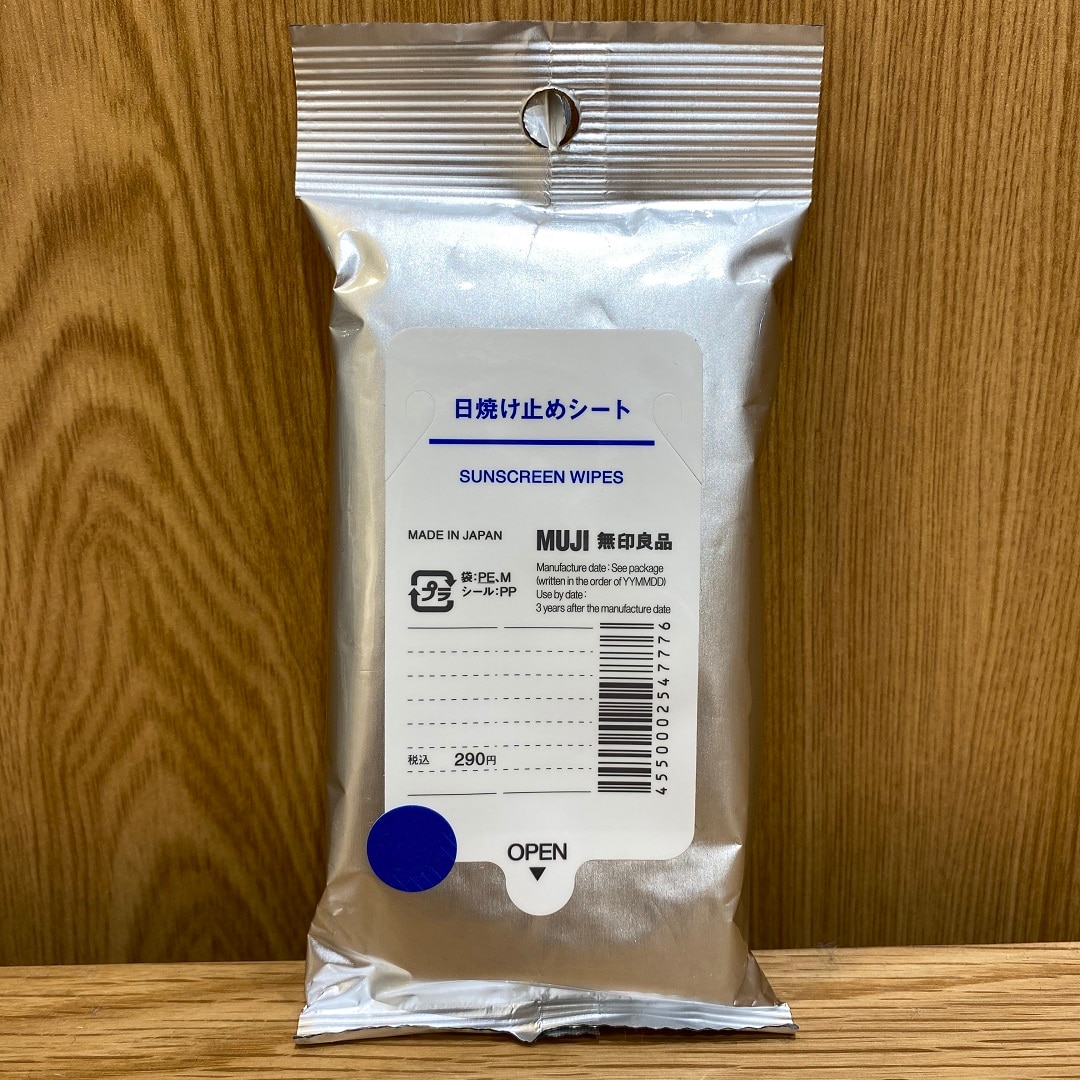 日焼け止めシート
SUNSCREEN WIPES
MADE IN JAPAN
プラ
袋:PE、M
シール:PP
MUJI 無印良品
Manufacture date : See package
(written in the order of YYMMDD)
Use by date :
3 years after the manufacture date
税込 290円
4550002547776
OPEN